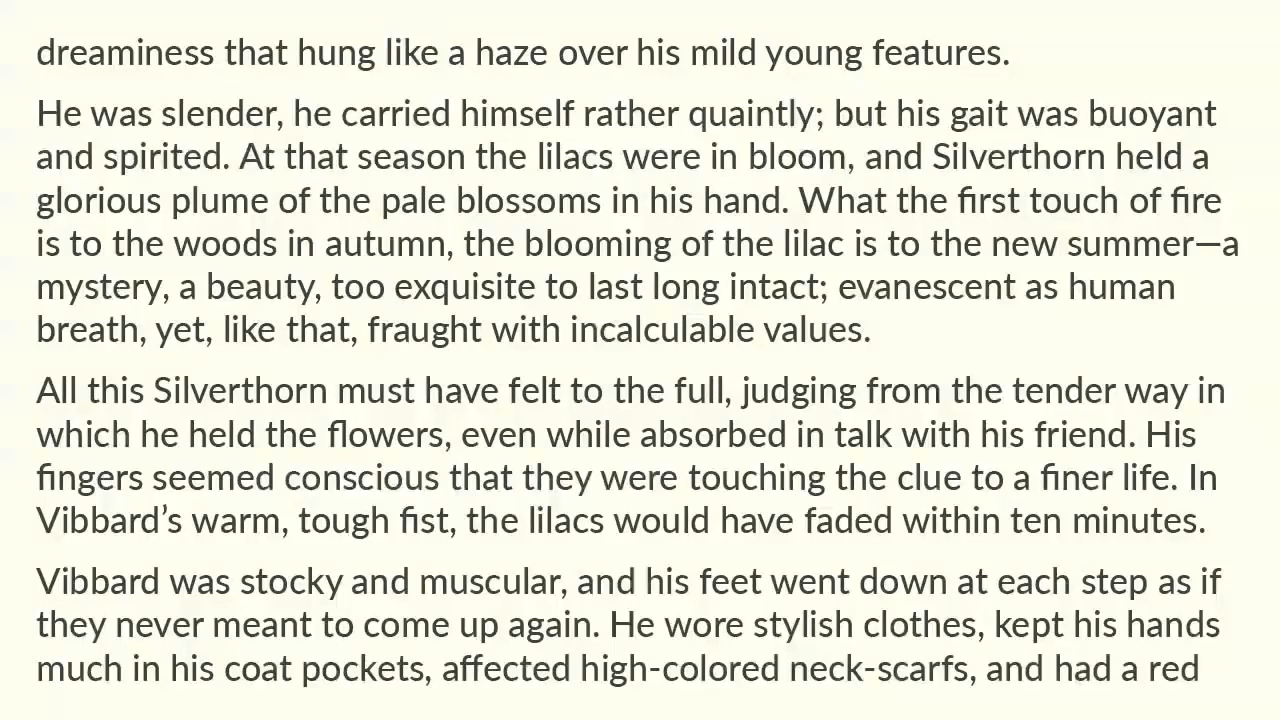 dreaminess that hung like a haze over his mild young features.
He was slender, he carried himself rather quaintly; but his gait was buoyant
and spirited. At that season the lilacs were in bloom, and Silverthorn held a
glorious plume of the pale blossoms in his hand. What the first touch of fire
is to the woods in autumn, the blooming of the lilac is to the new summer—a
mystery, a beauty, too exquisite to last long intact; evanescent as human
breath, yet, like that, fraught with incalculable values.
All this Silverthorn must have felt to the full, judging from the tender way in
which he held the flowers, even while absorbed in talk with his friend. His
fingers seemed conscious that they were touching the clue to a finer life. In
Vibbard’s warm, tough fist, the lilacs would have faded within ten minutes.
Vibbard was stocky and muscular, and his feet went down at each step as if
they never meant to come up again. He wore stylish clothes, kept his hands
much in his coat pockets, affected high-colored neck-scarfs, and had a red